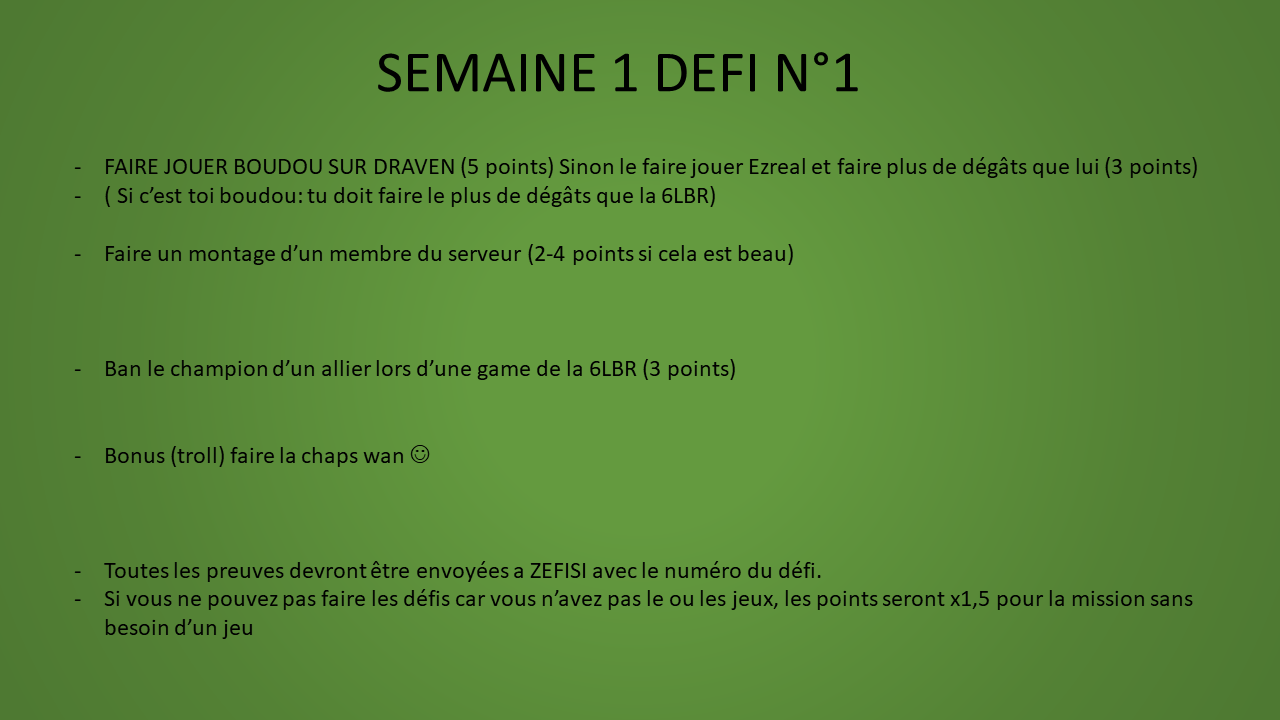 SEMAINE 1 DEFI N°1
- FAIRE JOUER BOUDOU SUR DRAVEN (5 points) Sinon le faire jouer Ezreal et faire plus de dégâts que lui (3 points)
- ( Si c’est toi boudou: tu doit faire le plus de dégâts que la 6LBR)
- Faire un montage d’un membre du serveur (2-4 points si cela est beau)
- Ban le champion d’un allier lors d’une game de la 6LBR (3 points)
- Bonus (troll) faire la chaps wan ☺
- Toutes les preuves devront être envoyées a ZEFISI avec le numéro du défi.
- Si vous ne pouvez pas faire les défis car vous n’avez pas le ou les jeux, les points seront x1,5 pour la mission sans
besoin d’un jeu